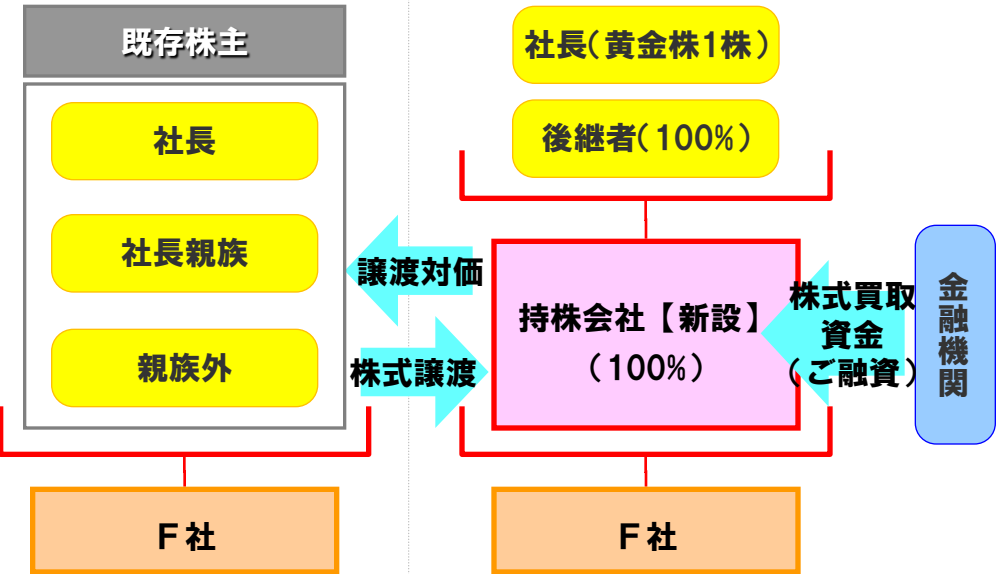 既存株主
社長
社長親族
親族外
F社
譲渡対価
株式譲渡
社長(黄金株1株)
後継者(100%)
持株会社【新設】
(100%)
株式買取
資金
(ご融資)
金融機関
F社